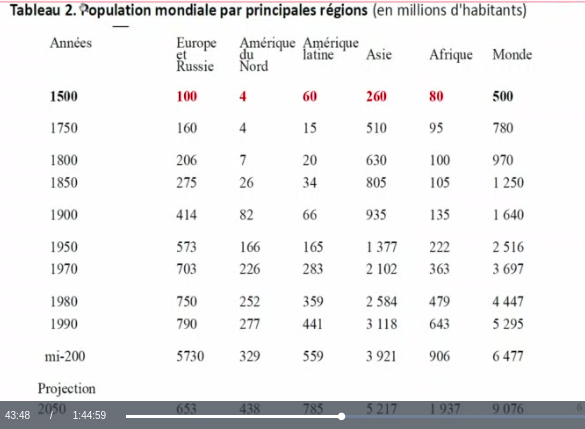 Tableau 2. Population mondiale par principales régions (en millions d'habitants)
Années Europe et Russie Amérique du Nord Amérique latine Asie Afrique Monde
1500 100 4 60 260 80 500
1750 160 4 15 510 95 780
1800 206 7 20 630 100 970
1850 275 26 34 805 105 1 250
1900 414 82 66 935 135 1 640
1950 573 166 165 1 377 222 2 516
1970 703 226 283 2 102 363 3 697
1980 750 252 359 2 584 479 4 447
1990 790 277 441 3 118 643 5 295
mi-200 5730 329 559 3 921 906 6 477
Projection
2050 653 438 785 5 217 1 937 9 076
43:48 / 1:44:59